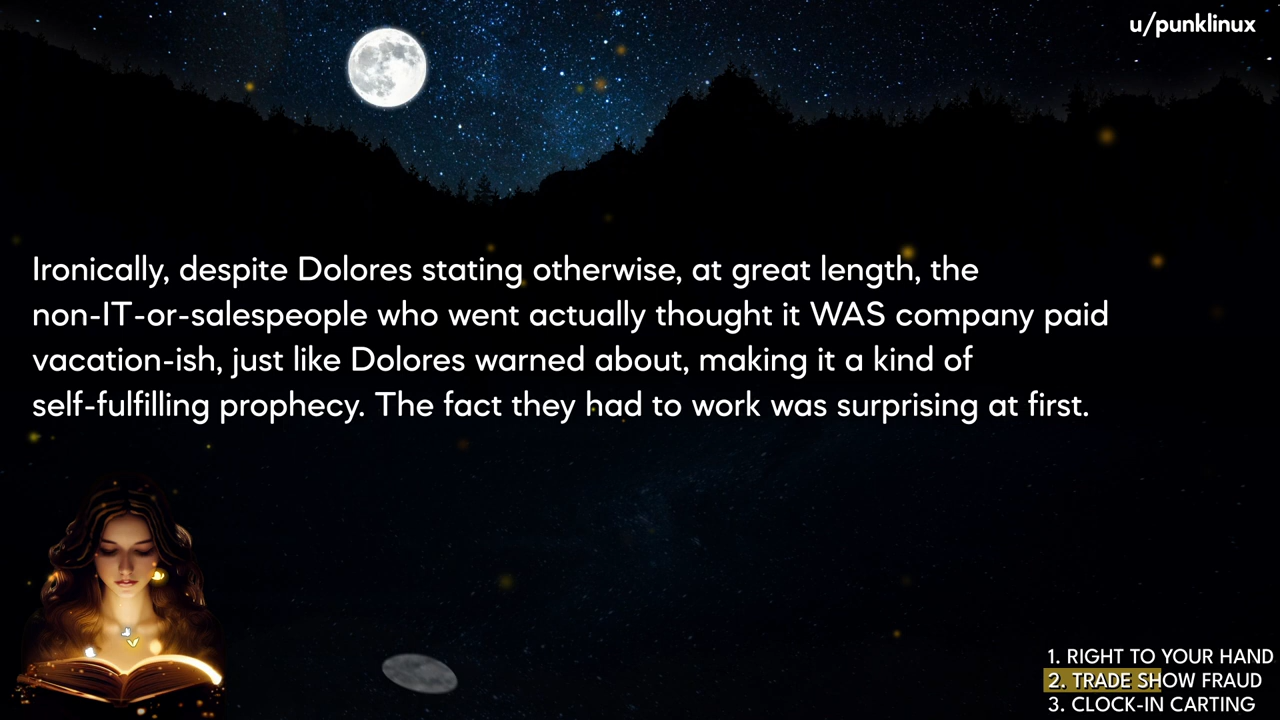 u/punklinux
Ironically, despite Dolores stating otherwise, at great length, the
non-IT-or-salespeople who went actually thought it WAS company paid
vacation-ish, just like Dolores warned about, making it a kind of
self-fulfilling prophecy. The fact they had to work was surprising at first.
1. RIGHT TO YOUR HAND
2. TRADE SHOW FRAUD
3. CLOCK-IN CARTING